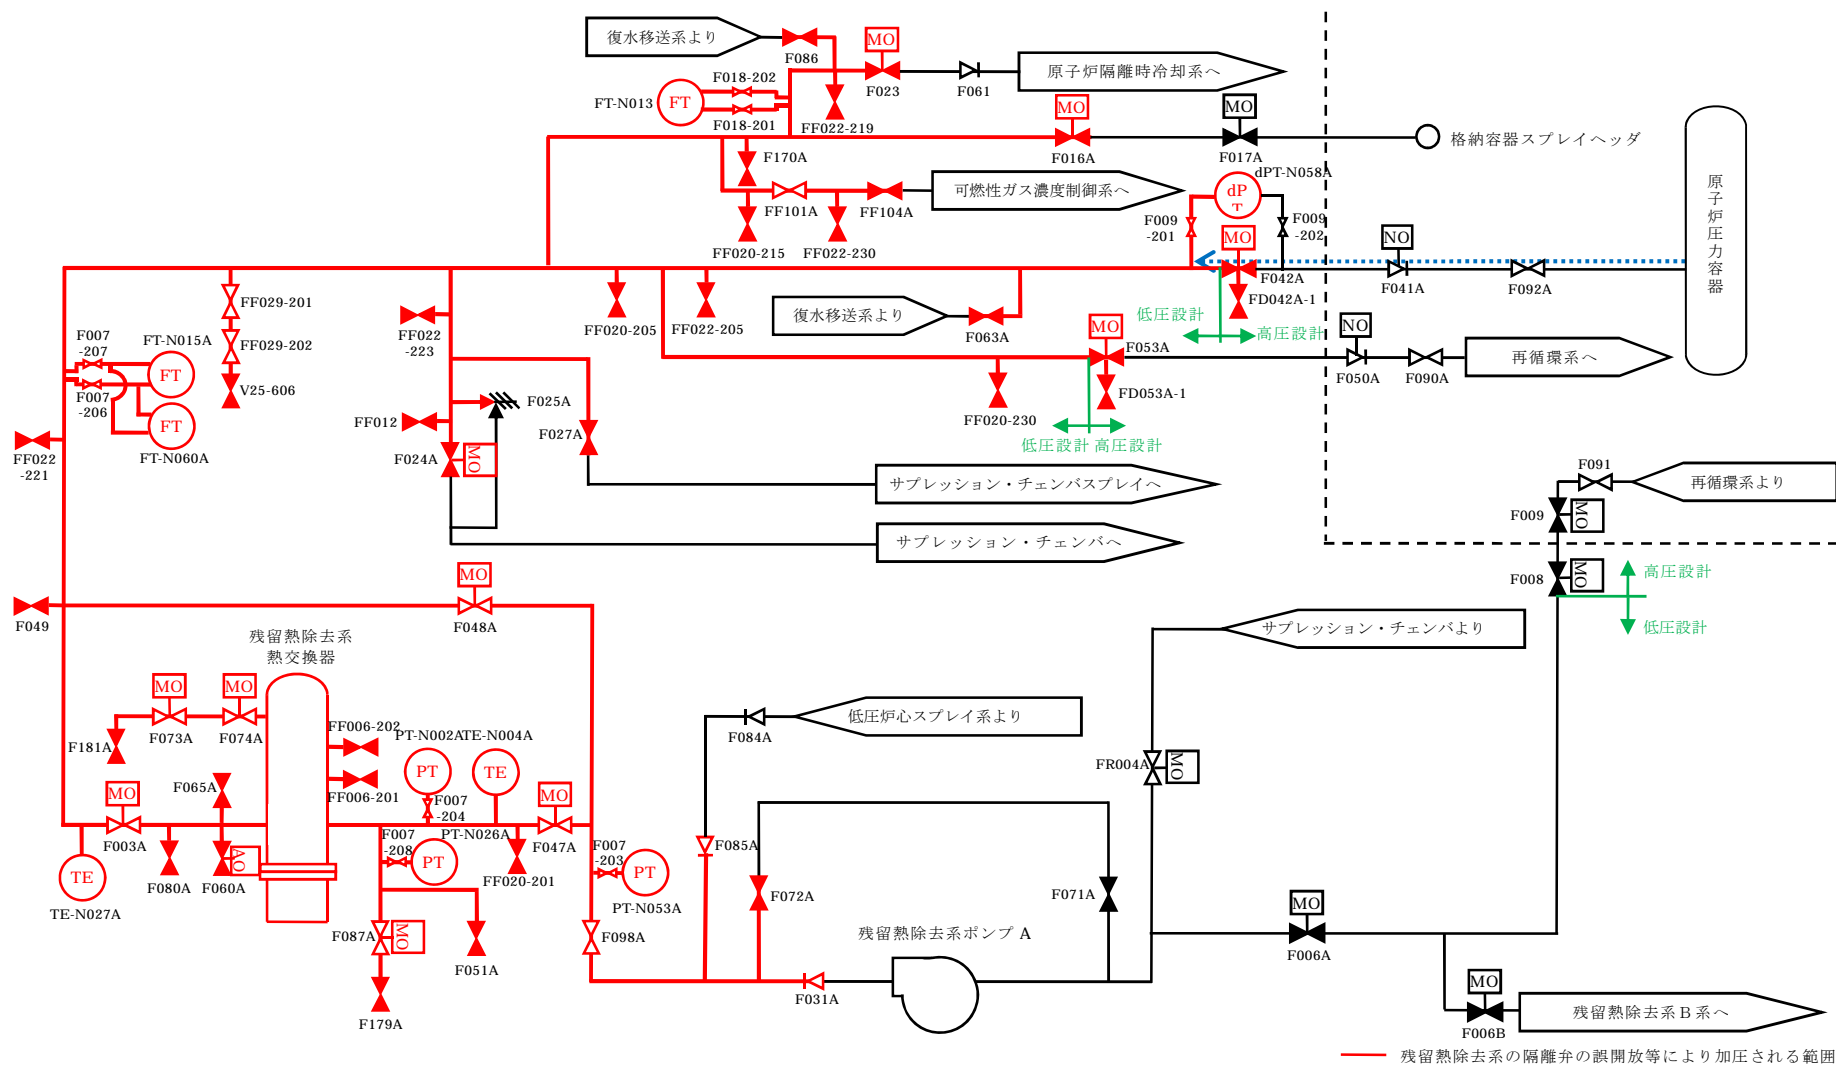 復水移送系より
F086
MO
F023
F061
原子炉隔離時冷却系へ
FT-N013
FT
F018-202
F018-201
FF022-219
MO
F016A
MO
F017A
格納容器スプレイヘッダ
F170A
FF101A
FF104A
可燃性ガス濃度制御系へ
FF020-215
FF022-230
dPT-N058A
dP
T
F009
-201
F009
-202
MO
F042A
FD042A-1
NO
F041A
F092A
原子炉圧力容器
低圧設計
高圧設計
FF029-201
FF029-202
V25-606
F007
-207
FT-N015A
FT
F007
-206
FT
FT-N060A
FF022
-221
FF022
-223
FF012
F025A
F024A
MO
F027A
FF020-205
FF022-205
復水移送系より
F063A
MO
F053A
FD053A-1
FF020-230
低圧設計
高圧設計
NO
F050A
F090A
再循環系へ
サプレッション・チェンバスプレイへ
サプレッション・チェンバへ
F091
再循環系より
F009
MO
F008
MO
高圧設計
低圧設計
F049
MO
F048A
残留熱除去系
熱交換器
サプレッション・チェンバより
MO
F073A
MO
F074A
F181A
FF006-202
FF006-201
F065A
MO
F003A
F080A
F060A
AO
TE
TE-N027A
PT-N002A
PT
F007
-204
TE-N004A
TE
MO
F047A
F007
-208
PT-N026A
PT
FF020-201
F007
-203
PT
PT-N053A
F087A
MO
F051A
F179A
F098A
低圧炉心スプレイ系より
F084A
F085A
F072A
F071A
FR004A
MO
残留熱除去系ポンプ A
F031A
MO
F006A
MO
F006B
残留熱除去系B系へ
残留熱除去系の隔離弁の誤開放等により加圧される範囲